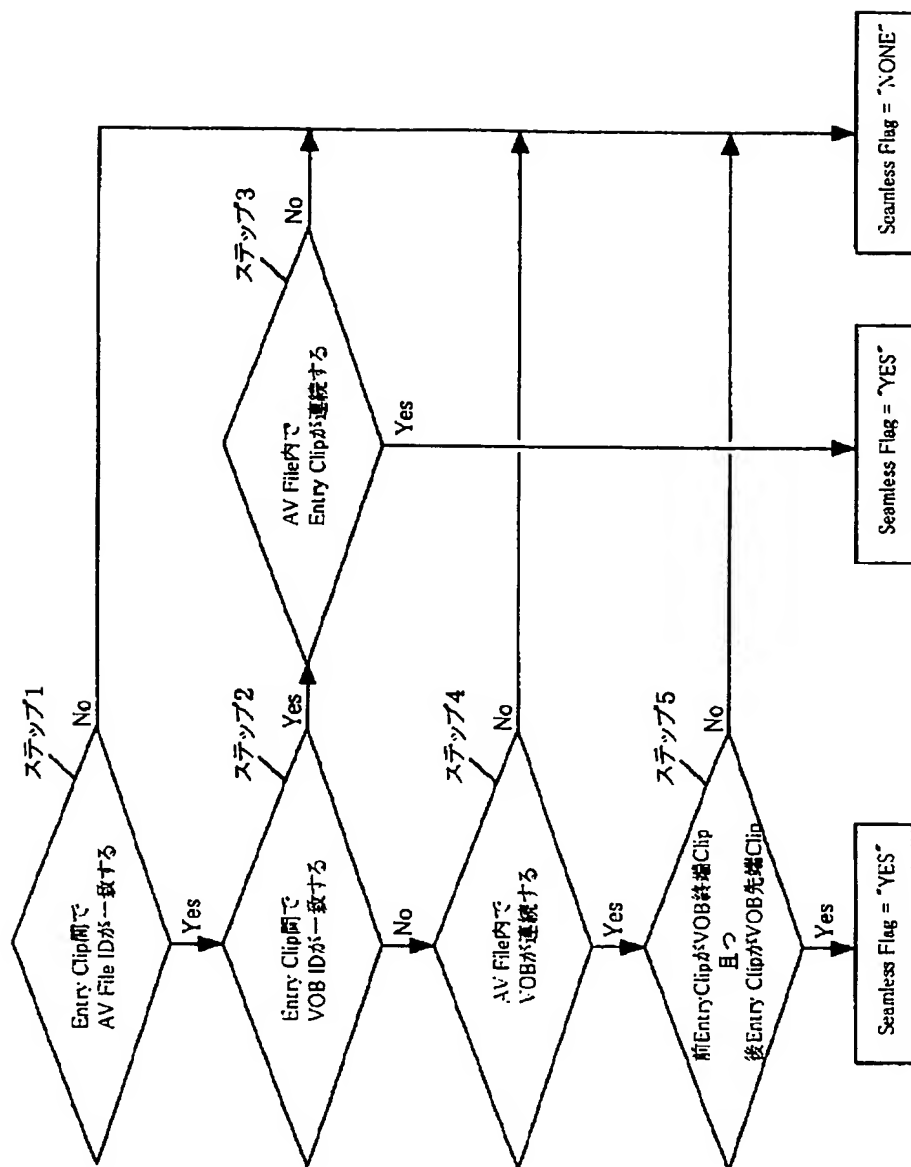 ステップ1
Entry Clip間で
AV File IDが一致する
No
Yes
ステップ2
Entry Clip間で
VOB IDが一致する
Yes
No
ステップ3
AV File内で
Entry Clipが連続する
No
Yes
ステップ4
AV File内で
VOBが連続する
No
Yes
ステップ5
前EntryClipがVOB終端Clip
且つ
後Entry ClipがVOB先端Clip
No
Yes
Seamless Flag = "YES"
Seamless Flag = "YES"
Seamless Flag = "NONE"